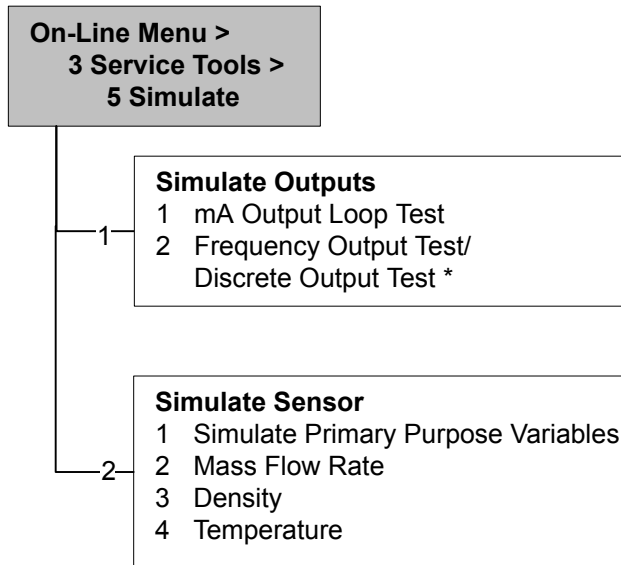 On-Line Menu >
3 Service Tools >
5 Simulate
1
Simulate Outputs
1 mA Output Loop Test
2 Frequency Output Test/
Discrete Output Test *
2
Simulate Sensor
1 Simulate Primary Purpose Variables
2 Mass Flow Rate
3 Density
4 Temperature